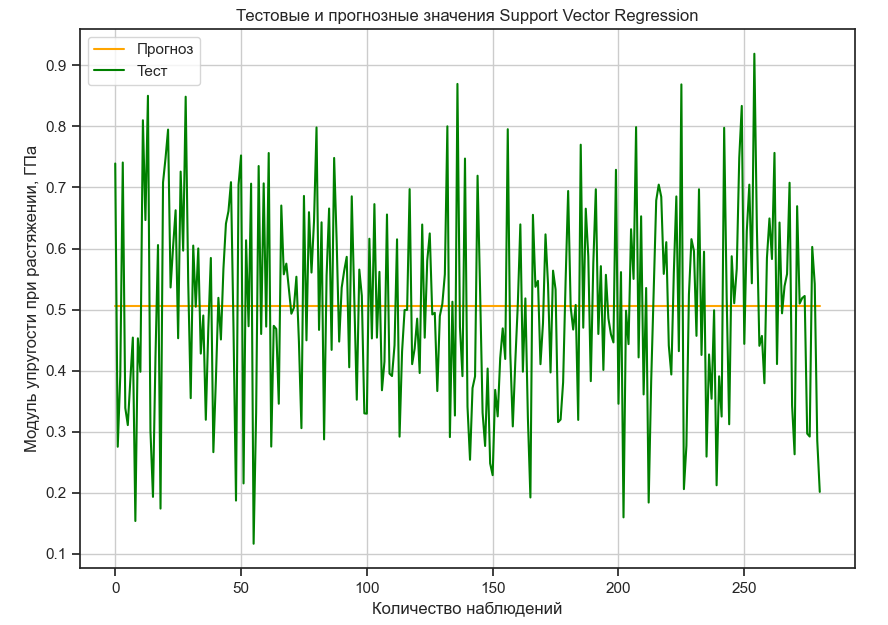 Тестовые и прогнозные значения Support Vector Regression
Прогноз
Тест
Модуль упругости при растяжении, ГПа
0.9
0.8
0.7
0.6
0.5
0.4
0.3
0.2
0.1
0 50 100 150 200 250
Количество наблюдений